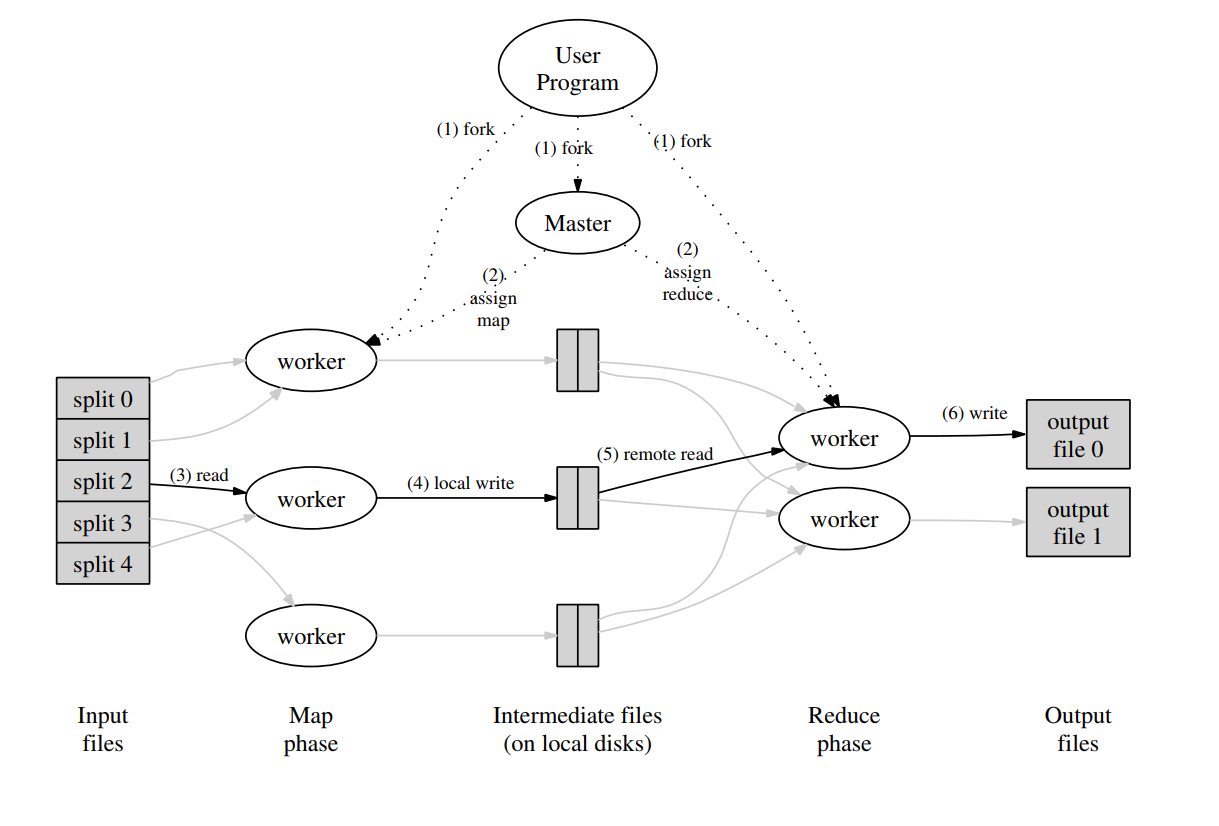 User
Program
(1) fork
(1) fork
(1) fork
Master
(2)
assign
map
(2)
assign
reduce
worker
split 0
split 1
split 2
split 3
split 4
(3) read
worker
(4) local write
worker
(5) remote read
worker
worker
(6) write
output
file 0
output
file 1
Input
files
Map
phase
Intermediate files
(on local disks)
Reduce
phase
Output
files